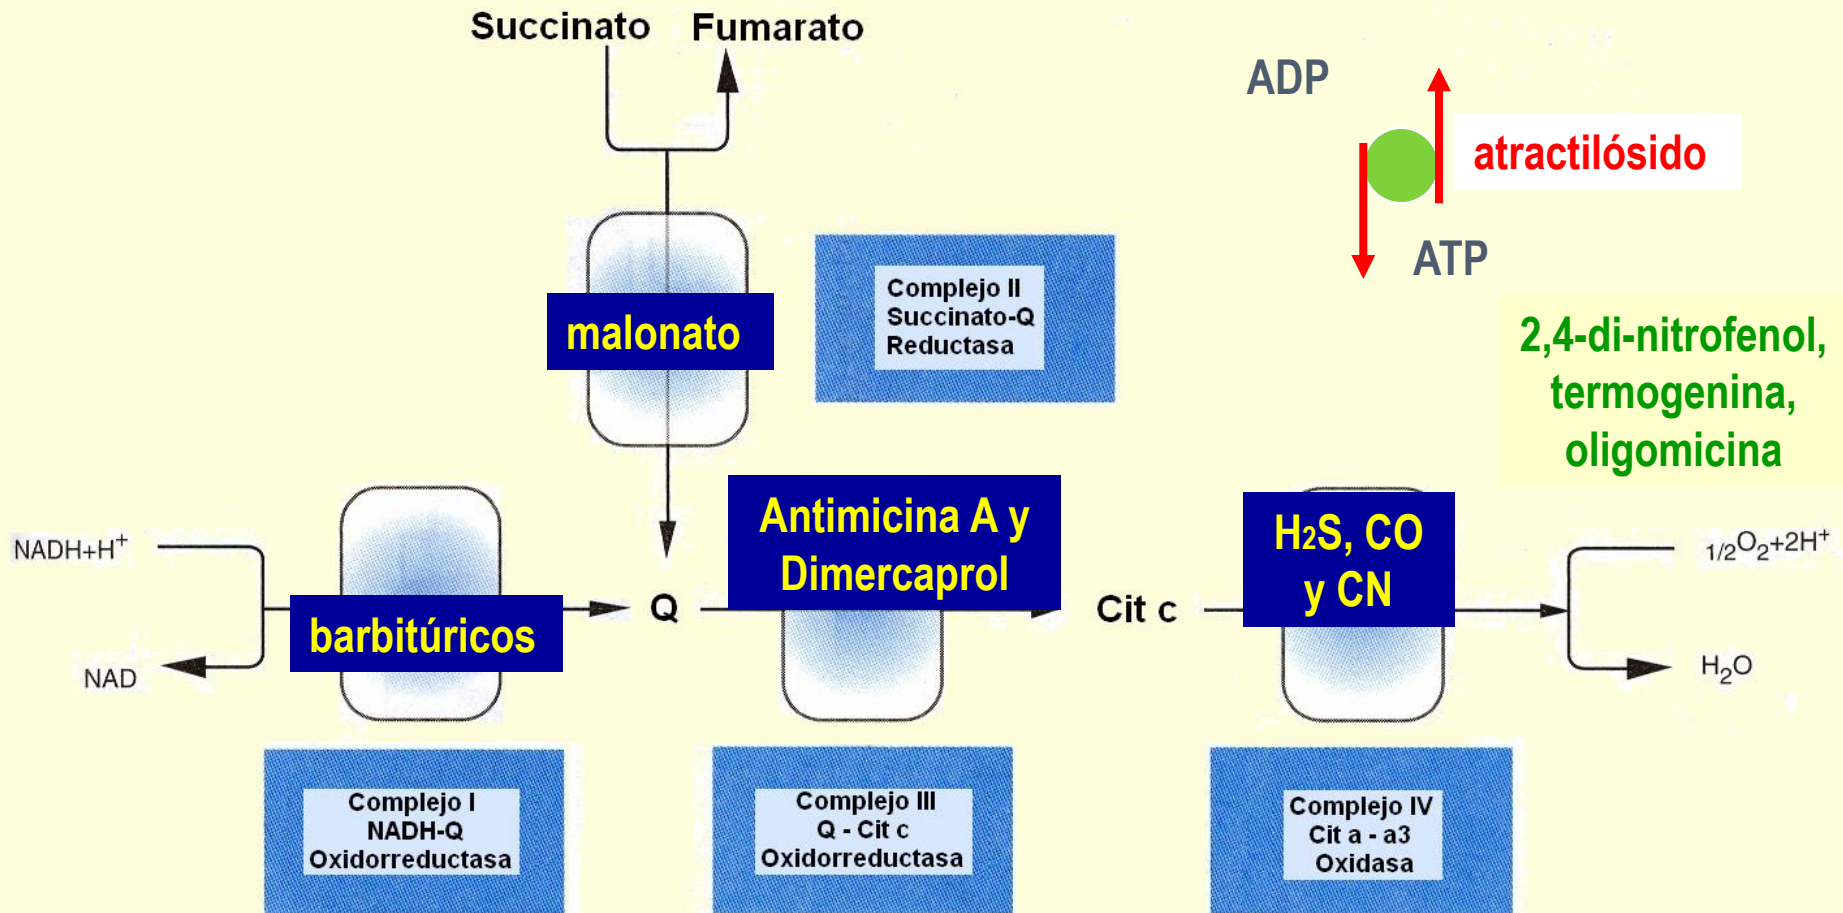 Succinato Fumarato
ADP
atractilósido
ATP
Complejo II
Succinato-Q
Reductasa
malonato
2,4-di-nitrofenol,
termogenina,
oligomicina
NADH+H⁺
NAD
barbitúricos
Q
Antimicina A y
Dimercaprol
Cit c
H₂S, CO
y CN
1/2O₂+2H⁺
H₂O
Complejo I
NADH-Q
Oxidorreductasa
Complejo III
Q - Cit c
Oxidorreductasa
Complejo IV
Cit a - a3
Oxidasa